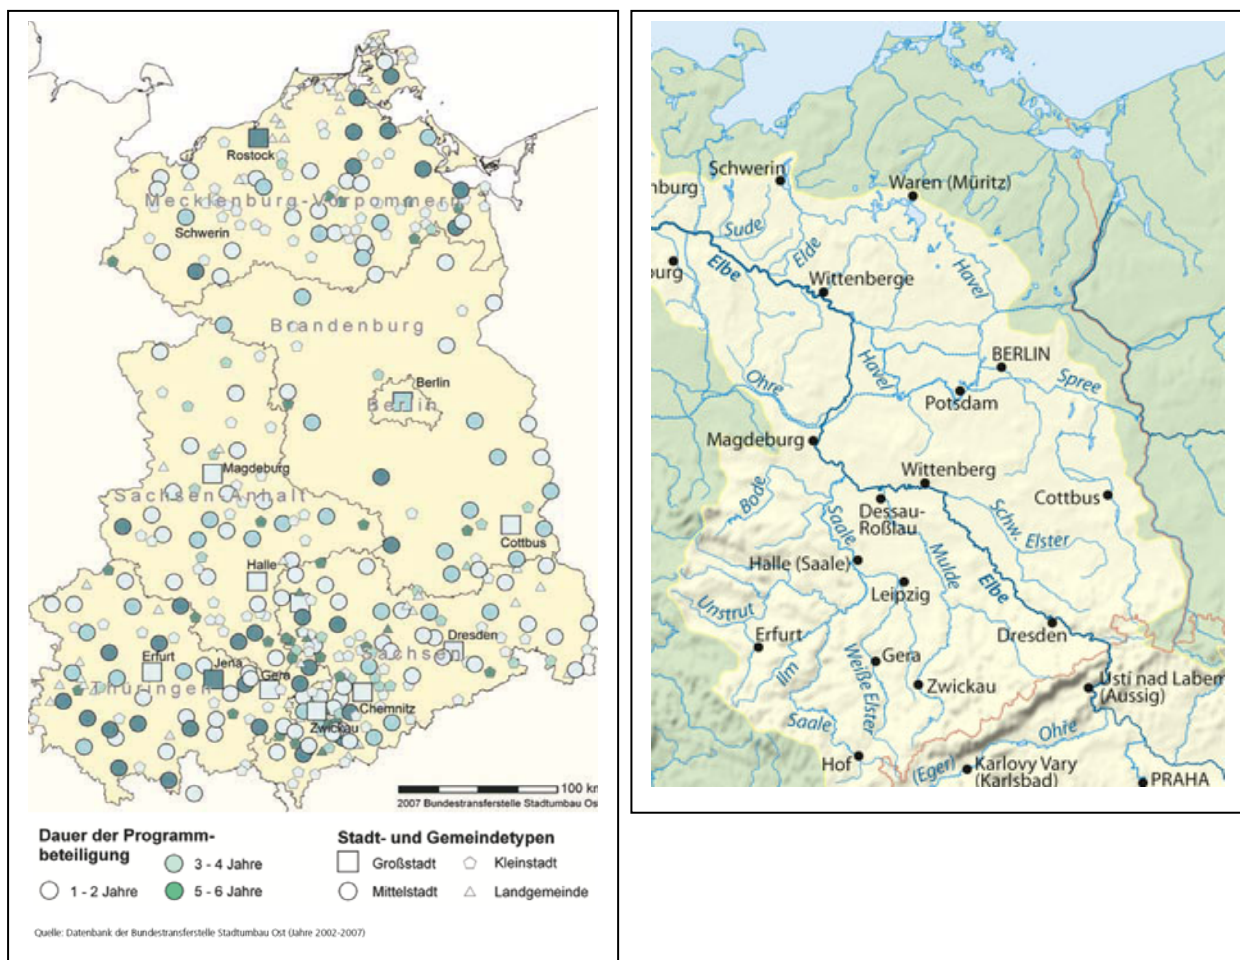 Rostock
Mecklenburg-Vorpommern
Schwerin
Brandenburg
Berlin
Berlin
Magdeburg
Sachsen-Anhalt
Cottbus
Halle
Dresden
Sachsen
Erfurt
Jena
Gera
Thüringen
Chemnitz
Zwickau
100 km
2007 Bundestransferstelle Stadtumbau Os
Dauer der Programm-
beteiligung
1 - 2 Jahre
3 - 4 Jahre
5 - 6 Jahre
Stadt- und Gemeindetypen
Großstadt
Kleinstadt
Mittelstadt
Landgemeinde
Quelle: Datenbank der Bundestransferstelle Stadtumbau Ost (Jahre 2002-2007)
Schwerin
nburg
Waren (Müritz)
Sude
Elde
Elbe
burg
Wittenberge
Havel
Havel
BERLIN
Ohre
Spree
Potsdam
Magdeburg
Wittenberg
Bode
Cottbus
Dessau-
Roßlau
Saale
Schw. Elster
Halle (Saale)
Mulde
Elbe
Leipzig
Unstrut
Dresden
Erfurt
Ilm
Weiße Elster
Gera
Zwickau
Ústí nad Labem
(Aussig)
Saale
Ohre
Hof
(Eger)
Karlovy Vary
(Karlsbad)
PRAHA